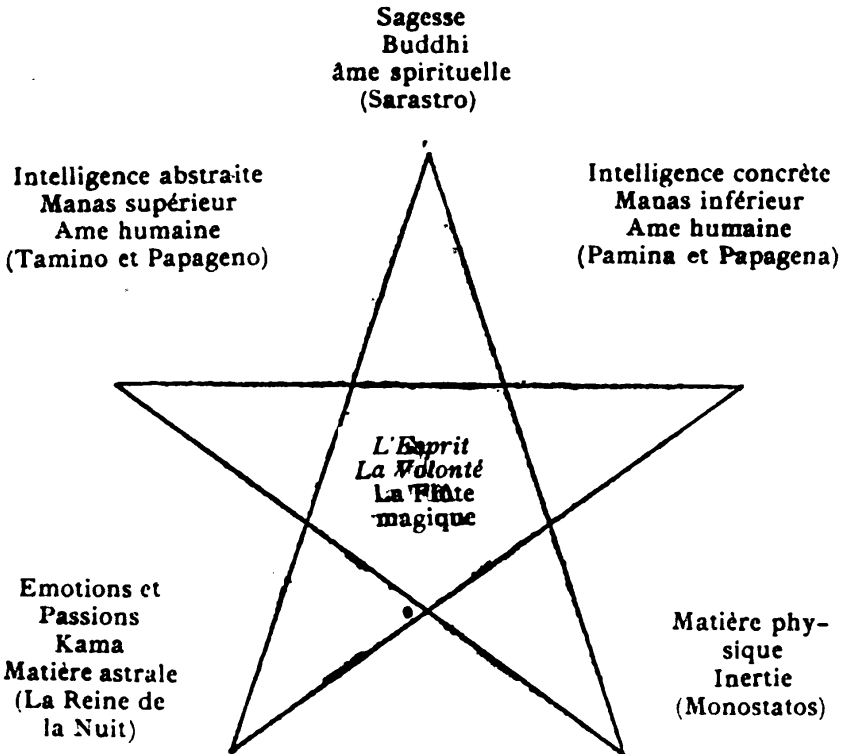 Sagesse
Buddhi
âme spirituelle
(Sarastro)
Intelligence abstraite
Manas supérieur
Ame humaine
(Tamino et Papageno)
Intelligence concrète
Manas inférieur
Ame humaine
(Pamina et Papagena)
L'Esprit
La Volonté
La Flûte
magique
Emotions et
Passions
Kama
Matière astrale
(La Reine de
la Nuit)
Matière phy-
sique
Inertie
(Monostatos)